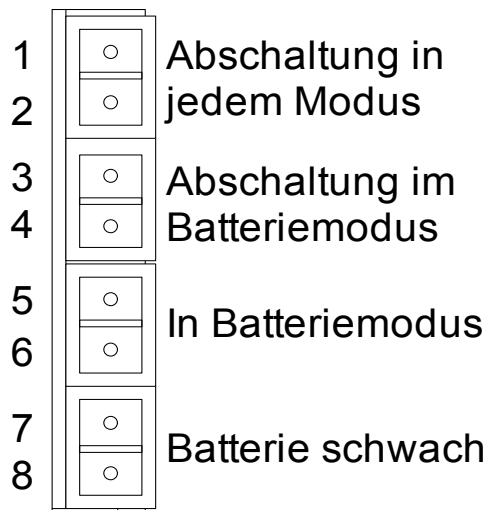 1 Abschaltung in
2 jedem Modus
3 Abschaltung im
4 Batteriemodus
5
In Batteriemodus
6
7
Batterie schwach
8